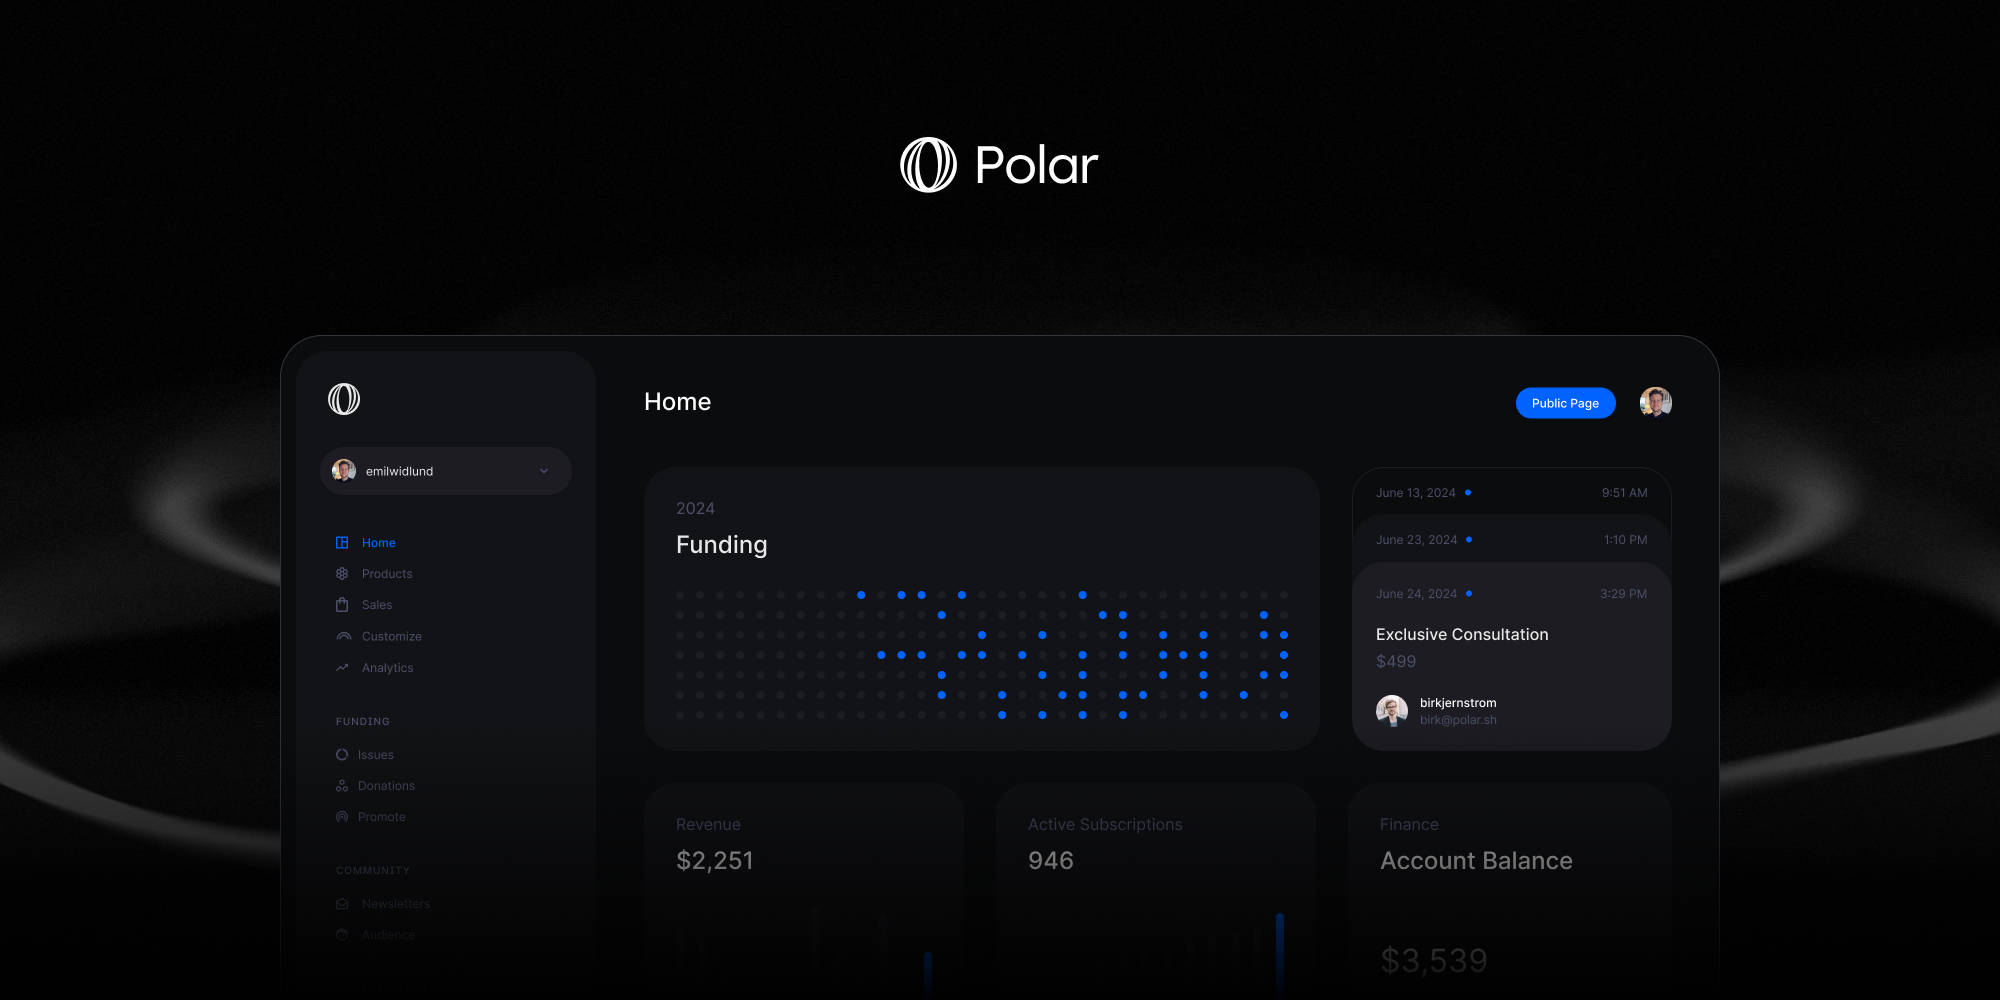 Polar
Home
Public Page
emilwidlund
Home
Products
Sales
Customize
Analytics
FUNDING
Issues
Donations
Promote
COMMUNITY
Newsletters
Audience
2024
Funding
June 13, 2024
9:51 AM
June 23, 2024
1:10 PM
June 24, 2024
3:29 PM
Exclusive Consultation
$499
birkjernstrom
birk@polar.sh
Revenue
$2,251
Active Subscriptions
946
Finance
Account Balance
$3,539